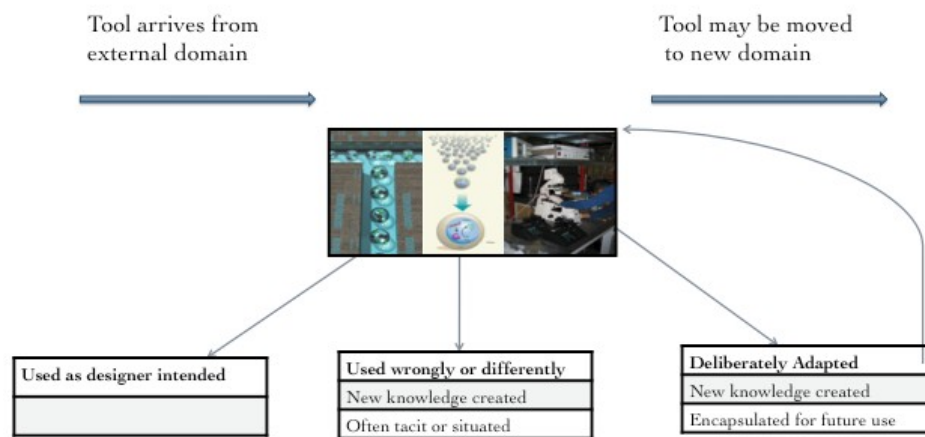 Tool arrives from
external domain
Tool may be moved
to new domain
Used as designer intended
Used wrongly or differently
New knowledge created
Often tacit or situated
Deliberately Adapted
New knowledge created
Encapsulated for future use